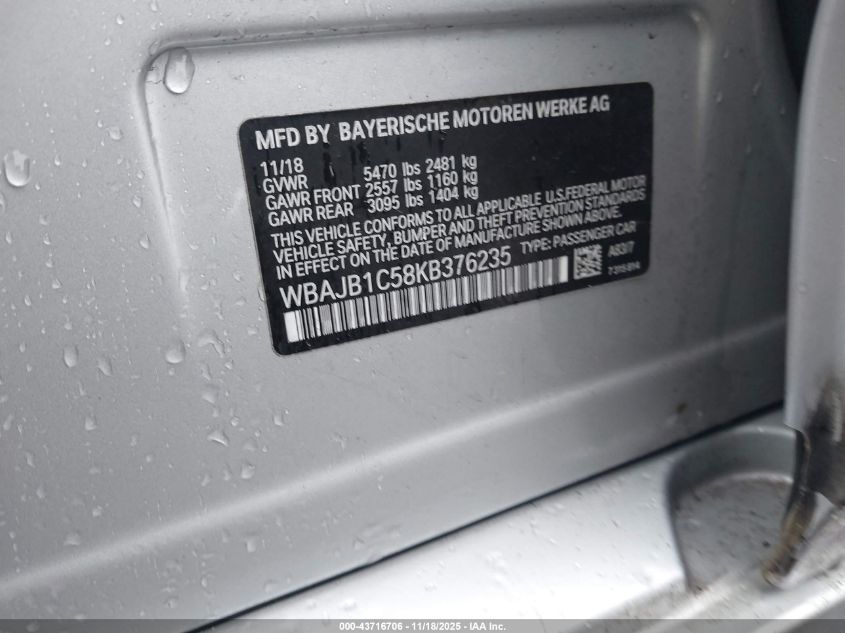 MFD BY BAYERISCHE MOTOREN WERKE AG
11/18
GVWR 5470 lbs 2481 kg
GAWR FRONT 2557 lbs 1160 kg
GAWR REAR 3095 lbs 1404 kg
THIS VEHICLE CONFORMS TO ALL APPLICABLE U.S.FEDERAL MOTOR
VEHICLE SAFETY, BUMPER AND THEFT PREVENTION STANDARDS
IN EFFECT ON THE DATE OF MANUFACTURE SHOWN ABOVE.
WBAJB1C58KB376235 TYPE: PASSENGER CAR
000-43716706 - 11/18/2025 - IAA Inc.